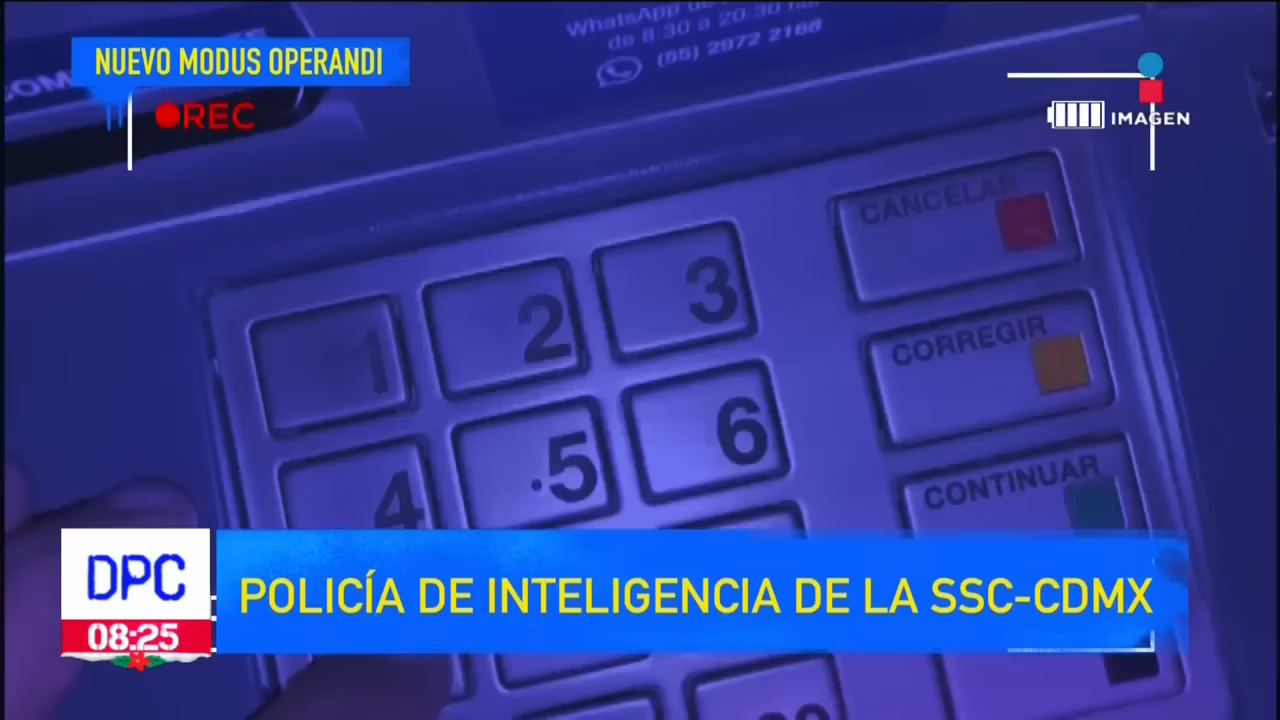 WhatsApp de
de 8:30 a 20:30
(55) 2972 2168
NUEVO MODUS OPERANDI
REC
IMAGEN
CANCELAR
1
2
3
CORREGIR
4
5
6
CONTINUAR
DPC
POLICÍA DE INTELIGENCIA DE LA SSC-CDMX
08:25